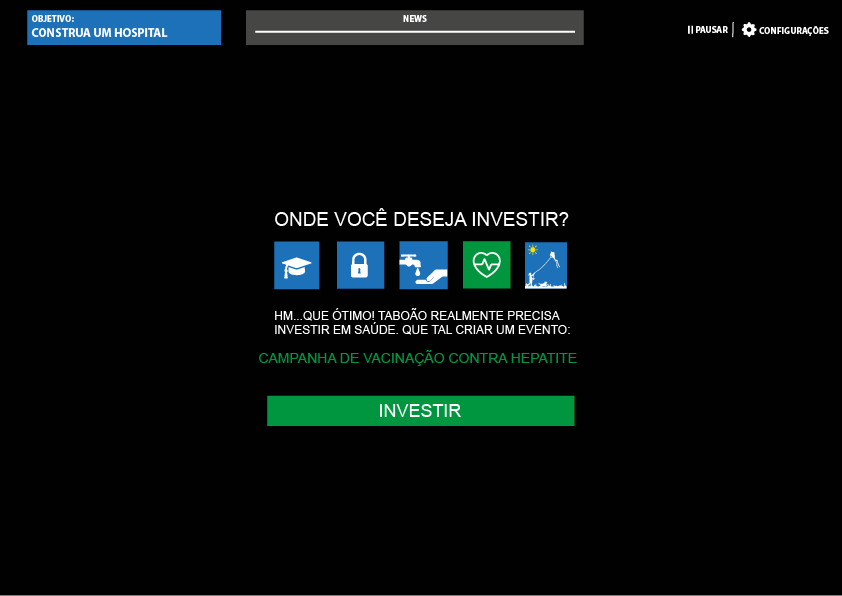 OBJETIVO:
CONSTRUA UM HOSPITAL
NEWS
PAUSAR
CONFIGURAÇÕES
ONDE VOCÊ DESEJA INVESTIR?
HM...QUE ÓTIMO! TABOÃO REALMENTE PRECISA
INVESTIR EM SAÚDE. QUE TAL CRIAR UM EVENTO:
CAMPANHA DE VACINAÇÃO CONTRA HEPATITE
INVESTIR